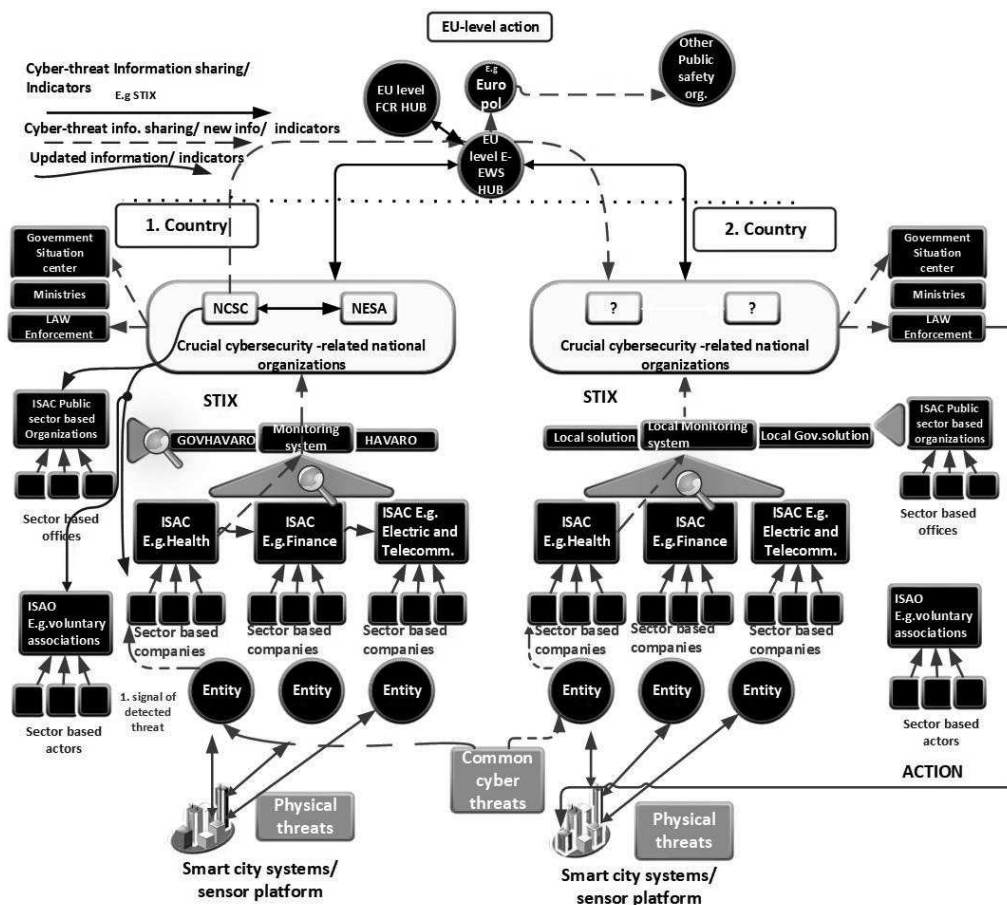 EU-level action
Cyber-threat Information sharing/
Indicators
E.g STIX
Cyber-threat info. sharing/ new info/ indicators
Updated information/ indicators
EU level
FCR HUB
E.g
Euro
pol
Other
Public
safety
org.
EU
level E-
EWS
HUB
1. Country
2. Country
Government
Situation
center
Ministries
LAW
Enforcement
NCSC
NESA
Crucial cybersecurity -related national
organizations
?
?
Crucial cybersecurity -related national
organizations
Government
Situation
center
Ministries
LAW
Enforcement
ISAC Public
sector based
Organizations
Sector based
offices
STIX
GOVHAVARO
Monitoring
system
HAVARO
STIX
Local solution
Local Monitoring
system
Local Gov.solution
ISAC Public
sector based
organizations
Sector based
offices
ISAC
E.g.Health
ISAC
E.g.Finance
ISAC E.g.
Electric and
Telecomm.
ISAC
E.g.Health
ISAC
E.g.Finance
ISAC E.g.
Electric and
Telecomm.
Sector based
companies
Sector based
companies
Sector based
companies
Sector based
companies
Sector based
companies
Sector based
companies
ISAO
E.g.voluntary
associations
Sector based
actors
ISAO
E.g.voluntary
associations
Sector based
actors
1. signal of
detected
threat
Entity
Entity
Entity
Entity
Entity
Entity
Common
cyber
threats
ACTION
Physical
threats
Physical
threats
Smart city systems/
sensor platform
Smart city systems/
sensor platform